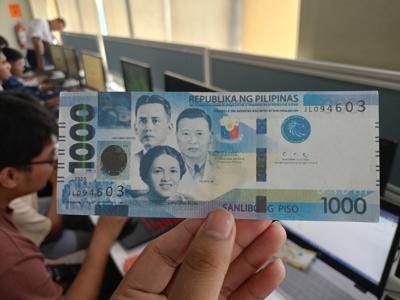 REPUBLIKA NG PILIPINAS
JL094603
1000
JL094603
SANLIBONG PISO
1000